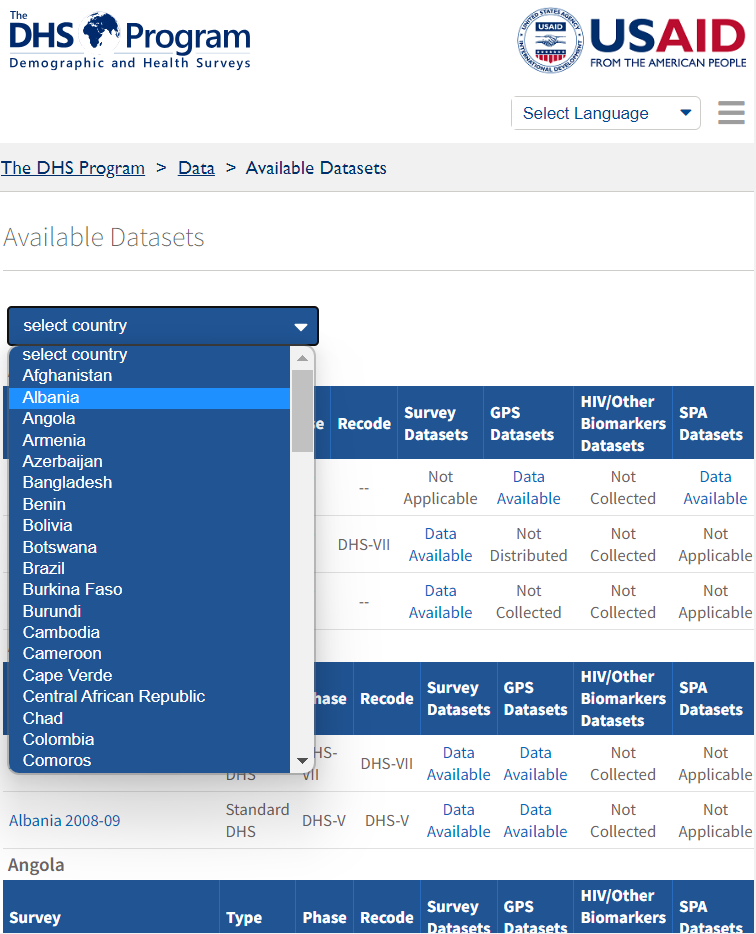 The
DHS Program
Demographic and Health Surveys
UNITED STATES AGENCY
USAID
INTERNATIONAL DEVELOPMENT
USAID
FROM THE AMERICAN PEOPLE
Select Language
The DHS Program > Data > Available Datasets
Available Datasets
select country
select country
Afghanistan
Albania
Angola
Armenia
Azerbaijan
Bangladesh
Benin
Bolivia
Botswana
Brazil
Burkina Faso
Burundi
Cambodia
Cameroon
Cape Verde
Central African Republic
Chad
Colombia
Comoros
Recode Survey Datasets GPS Datasets HIV/Other Biomarkers Datasets SPA Datasets
-- Not Applicable Data Available Not Collected Data Available
DHS-VII Data Available Not Distributed Not Collected Not Applicable
-- Data Available Not Collected Not Collected Not Applicable
Recode Survey Datasets GPS Datasets HIV/Other Biomarkers Datasets SPA Datasets
DHS VII DHS-VII Data Available Data Available Not Collected Not Applicable
Albania 2008-09 Standard DHS DHS-V DHS-V Data Available Data Available Not Collected Not Applicable
Angola
Survey Type Phase Recode Survey Datasets GPS Datasets HIV/Other Biomarkers SPA Datasets